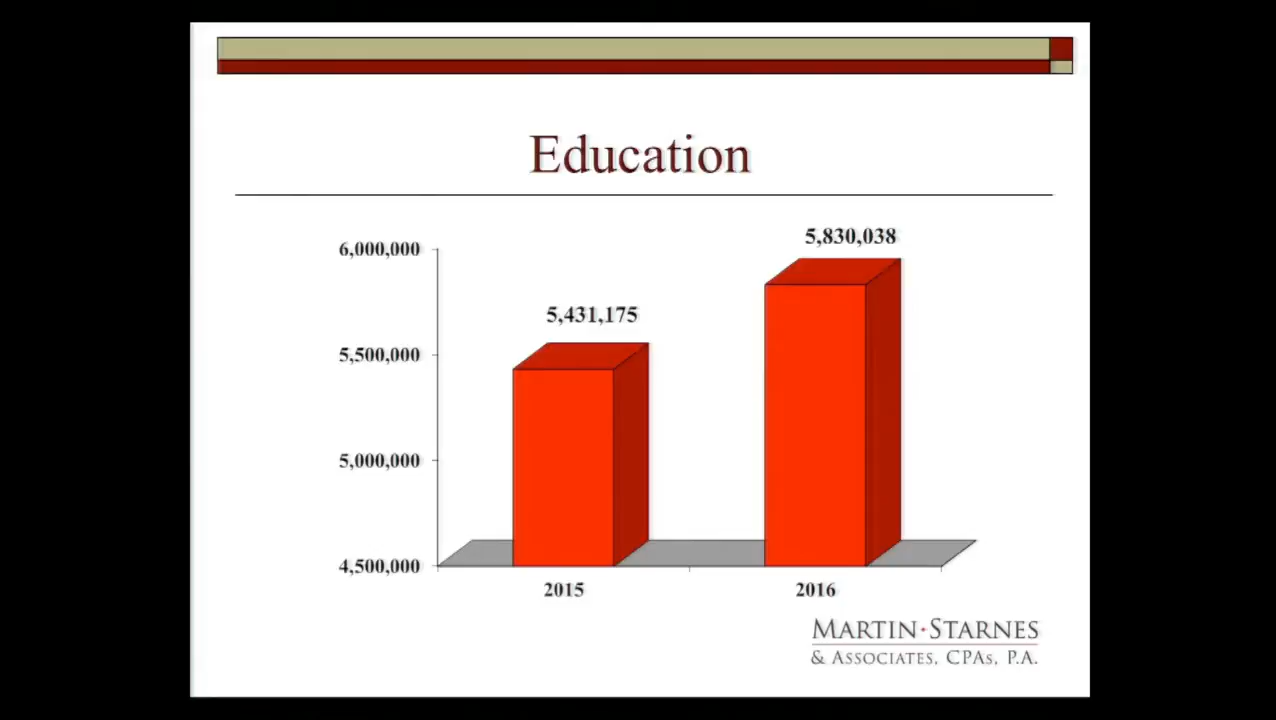 Education
5,830,038
6,000,000
5,431,175
5,500,000
5,000,000
4,500,000
2015 2016
MARTIN·STARNES
& ASSOCIATES, CPAs, P.A.